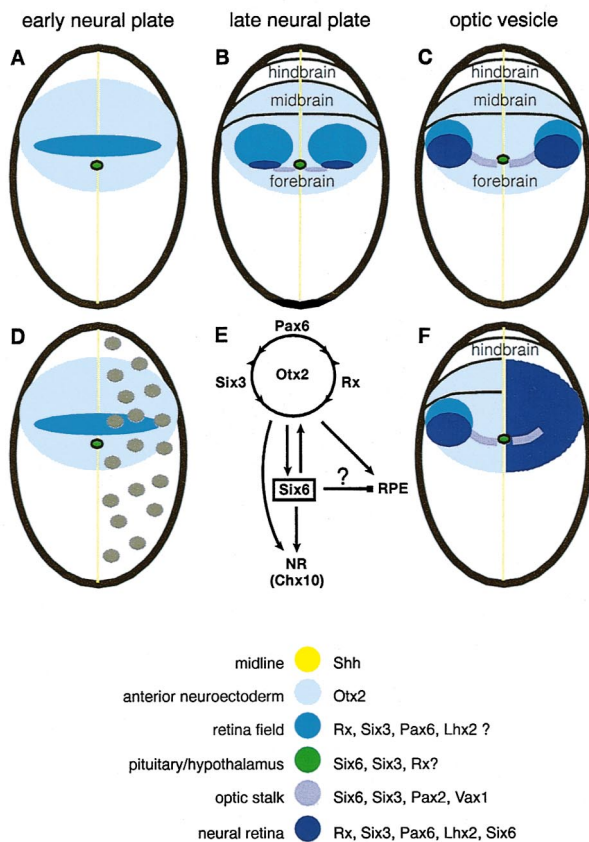 early neural plate
late neural plate
optic vesicle
A
B
C
hindbrain
midbrain
forebrain
hindbrain
midbrain
forebrain
D
E
F
Pax6
Six3
Otx2
Rx
Six6
?
RPE
NR
(Chx10)
hindbrain
midline Shh
anterior neuroectoderm Otx2
retina field Rx, Six3, Pax6, Lhx2 ?
pituitary/hypothalamus Six6, Six3, Rx?
optic stalk Six6, Six3, Pax2, Vax1
neural retina Rx, Six3, Pax6, Lhx2, Six6